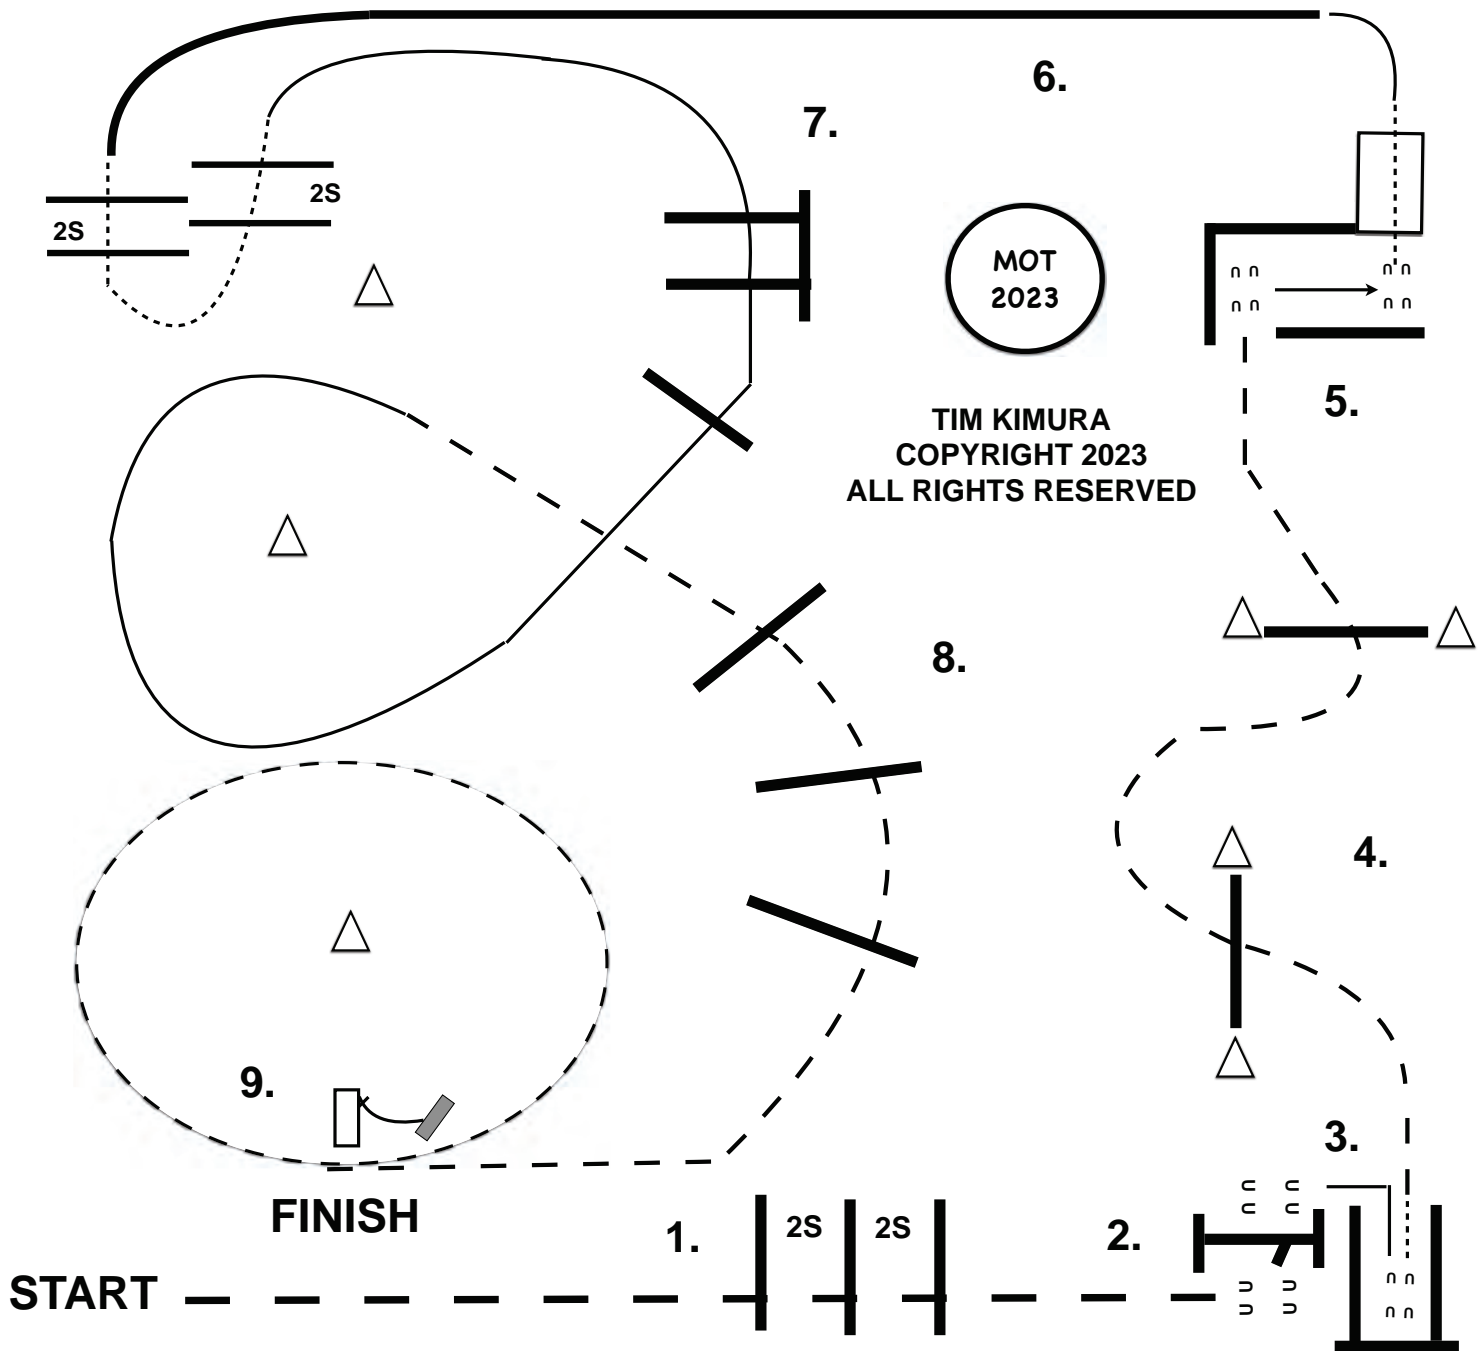 6.
7.
2S
2S
MOT
2023
5.
TIM KIMURA
COPYRIGHT 2023
ALL RIGHTS RESERVED
8.
4.
9.
3.
FINISH
1.
2S
2S
2.
START